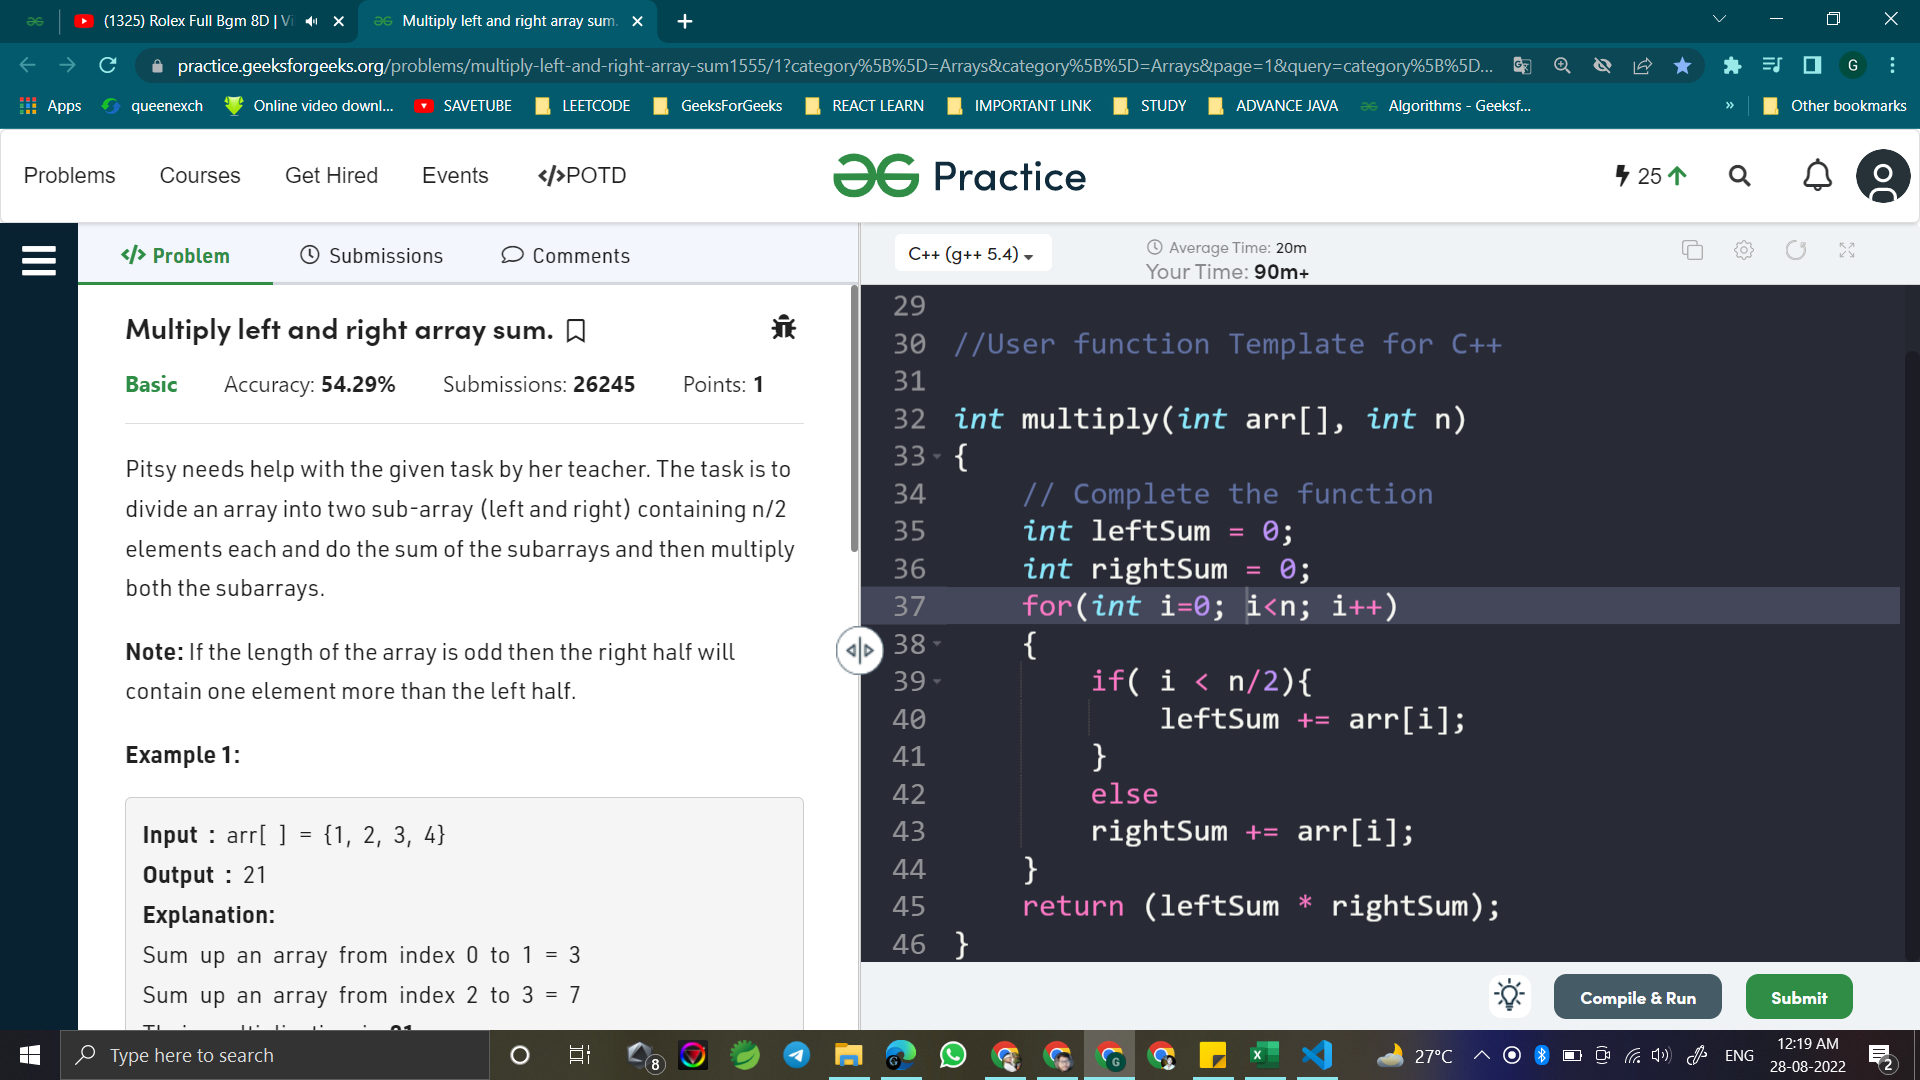 (1325) Rolex Full Bgm 8D | Vi
Multiply left and right array sum.
practice.geeksforgeeks.org/problems/multiply-left-and-right-array-sum1555/1?category%5B%5D=Arrays&category%5B%5D=Arrays&page=1&query=category%5B%5D...
G
Apps
queenexch
Online video downl...
SAVETUBE
LEETCODE
GeeksForGeeks
REACT LEARN
IMPORTANT LINK
STUDY
ADVANCE JAVA
Algorithms - Geeksf...
»
Other bookmarks
Problems
Courses
Get Hired
Events
</>POTD
Practice
25
</> Problem
Submissions
Comments
C++ (g++ 5.4)
Average Time: 20m
Your Time: 90m+
Multiply left and right array sum.
Basic Accuracy: 54.29% Submissions: 26245 Points: 1
Pitsy needs help with the given task by her teacher. The task is to
divide an array into two sub-array (left and right) containing n/2
elements each and do the sum of the subarrays and then multiply
both the subarrays.
Note: If the length of the array is odd then the right half will
contain one element more than the left half.
Example 1:
Input : arr[ ] = {1, 2, 3, 4}
Output : 21
Explanation:
Sum up an array from index 0 to 1 = 3
Sum up an array from index 2 to 3 = 7
29
30 //User function Template for C++
31
32 int multiply(int arr[], int n)
33 {
34 // Complete the function
35 int leftSum = 0;
36 int rightSum = 0;
37 for(int i=0; i<n; i++)
38 {
39 if( i < n/2){
40 leftSum += arr[i];
41 }
42 else
43 rightSum += arr[i];
44 }
45 return (leftSum * rightSum);
46 }
Compile & Run
Submit
Type here to search
8
27°C
ENG
12:19 AM
28-08-2022
2